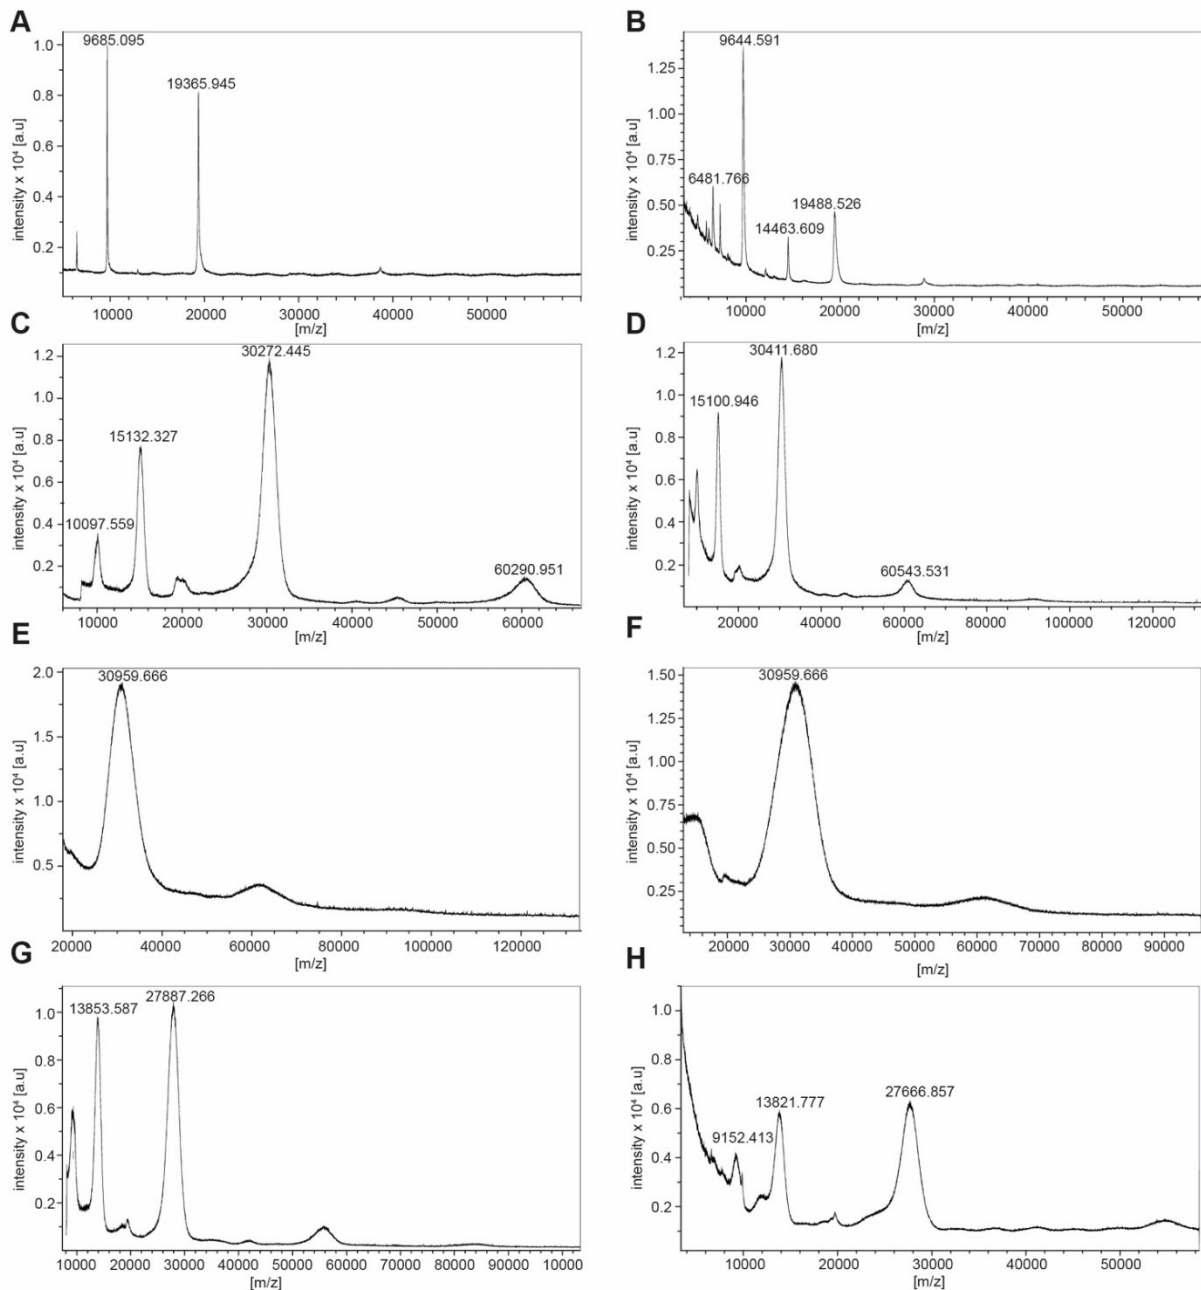 A
9685.095
19365.945
intensity x 10⁴ [a.u]
1.0
0.8
0.6
0.4
0.2
10000 20000 30000 40000 50000
[m/z]
B
9644.591
6481.766
14463.609
19488.526
intensity x 10⁴ [a.u]
1.25
1.00
0.75
0.50
0.25
10000 20000 30000 40000 50000
[m/z]
C
30272.445
15132.327
10097.559
60290.951
intensity x 10⁴ [a.u]
1.2
1.0
0.8
0.6
0.4
0.2
10000 20000 30000 40000 50000 60000
[m/z]
D
30411.680
15100.946
60543.531
intensity x 10⁴ [a.u]
1.2
1.0
0.8
0.6
0.4
0.2
20000 40000 60000 80000 100000 120000
[m/z]
E
30959.666
intensity x 10⁴ [a.u]
2.0
1.5
1.0
0.5
20000 40000 60000 80000 100000 120000
[m/z]
F
30959.666
intensity x 10⁴ [a.u]
1.50
1.25
1.00
0.75
0.50
0.25
20000 30000 40000 50000 60000 70000 80000 90000
[m/z]
G
13853.587
27887.266
intensity x 10⁴ [a.u]
1.0
0.8
0.6
0.4
0.2
10000 20000 30000 40000 50000 60000 70000 80000 90000 10000
[m/z]
H
9152.413
13821.777
27666.857
intensity x 10⁴ [a.u]
1.0
0.8
0.6
0.4
0.2
10000 20000 30000 40000 50000
[m/z]